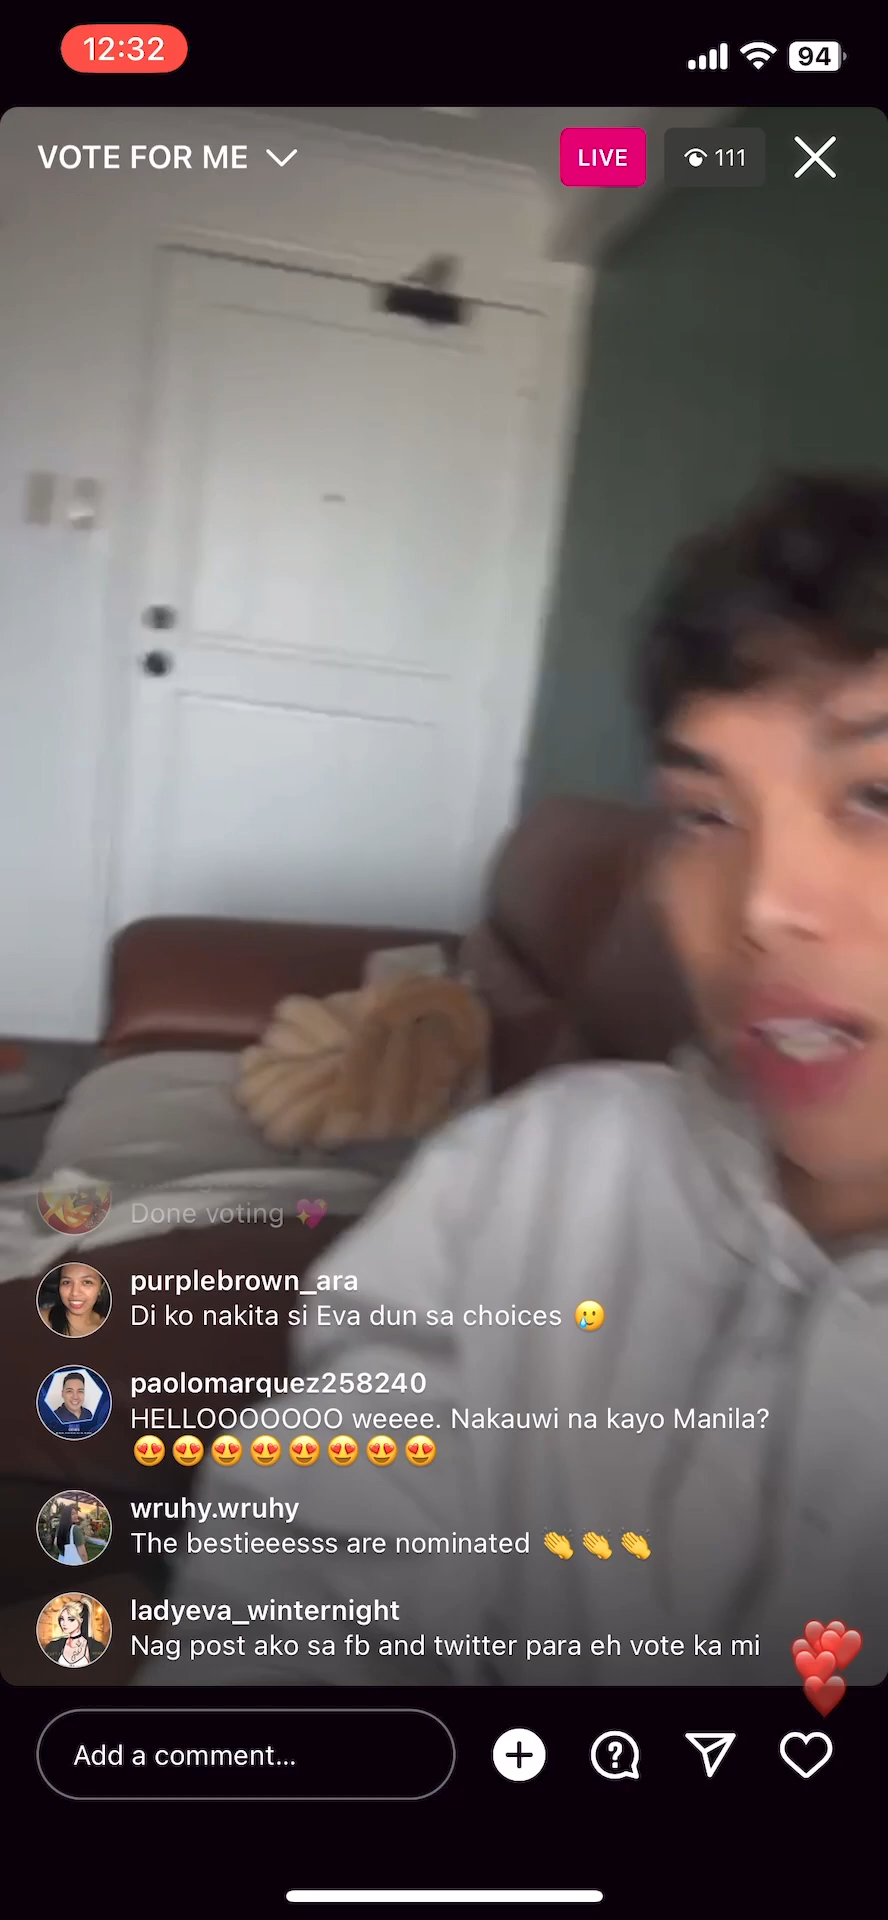 12:32
94
VOTE FOR ME
LIVE
111
Done voting 💖
purplebrown_ara
Di ko nakita si Eva dun sa choices 🥲
paolomarquez258240
HELLOOOOOOO weeee. Nakauwi na kayo Manila?
😍😍😍😍😍😍😍😍
wruhy.wruhy
The bestieeesss are nominated 👏👏👏
ladyeva_winternight
Nag post ako sa fb and twitter para eh vote ka mi
Add a comment...